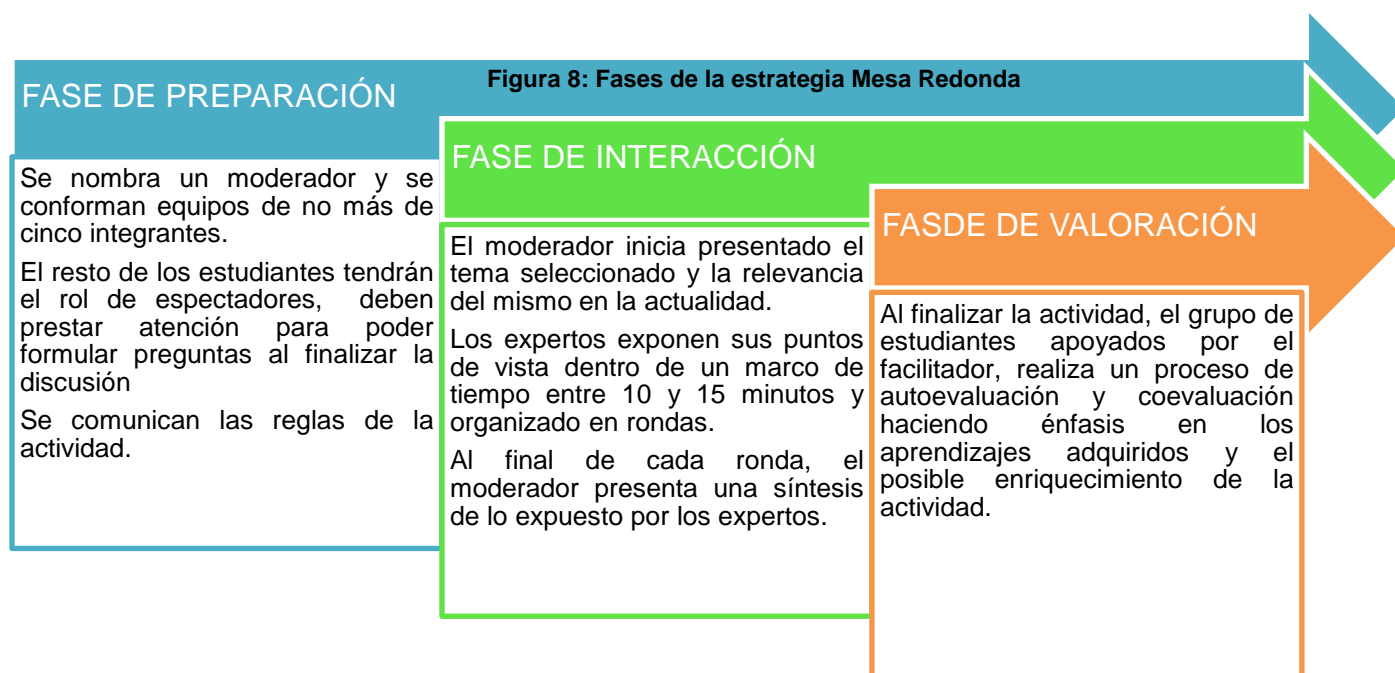 Figura 8: Fases de la estrategia Mesa Redonda
FASE DE PREPARACIÓN
Se nombra un moderador y se
conforman equipos de no más de
cinco integrantes.
El resto de los estudiantes tendrán
el rol de espectadores, deben
prestar atención para poder
formular preguntas al finalizar la
discusión
Se comunican las reglas de la
actividad.
FASE DE INTERACCIÓN
El moderador inicia presentado el
tema seleccionado y la relevancia
del mismo en la actualidad.
Los expertos exponen sus puntos
de vista dentro de un marco de
tiempo entre 10 y 15 minutos y
organizado en rondas.
Al final de cada ronda, el
moderador presenta una síntesis
de lo expuesto por los expertos.
FASDE DE VALORACIÓN
Al finalizar la actividad, el grupo de
estudiantes apoyados por el
facilitador, realiza un proceso de
autoevaluación y coevaluación
haciendo énfasis en los
aprendizajes adquiridos y el
posible enriquecimiento de la
actividad.